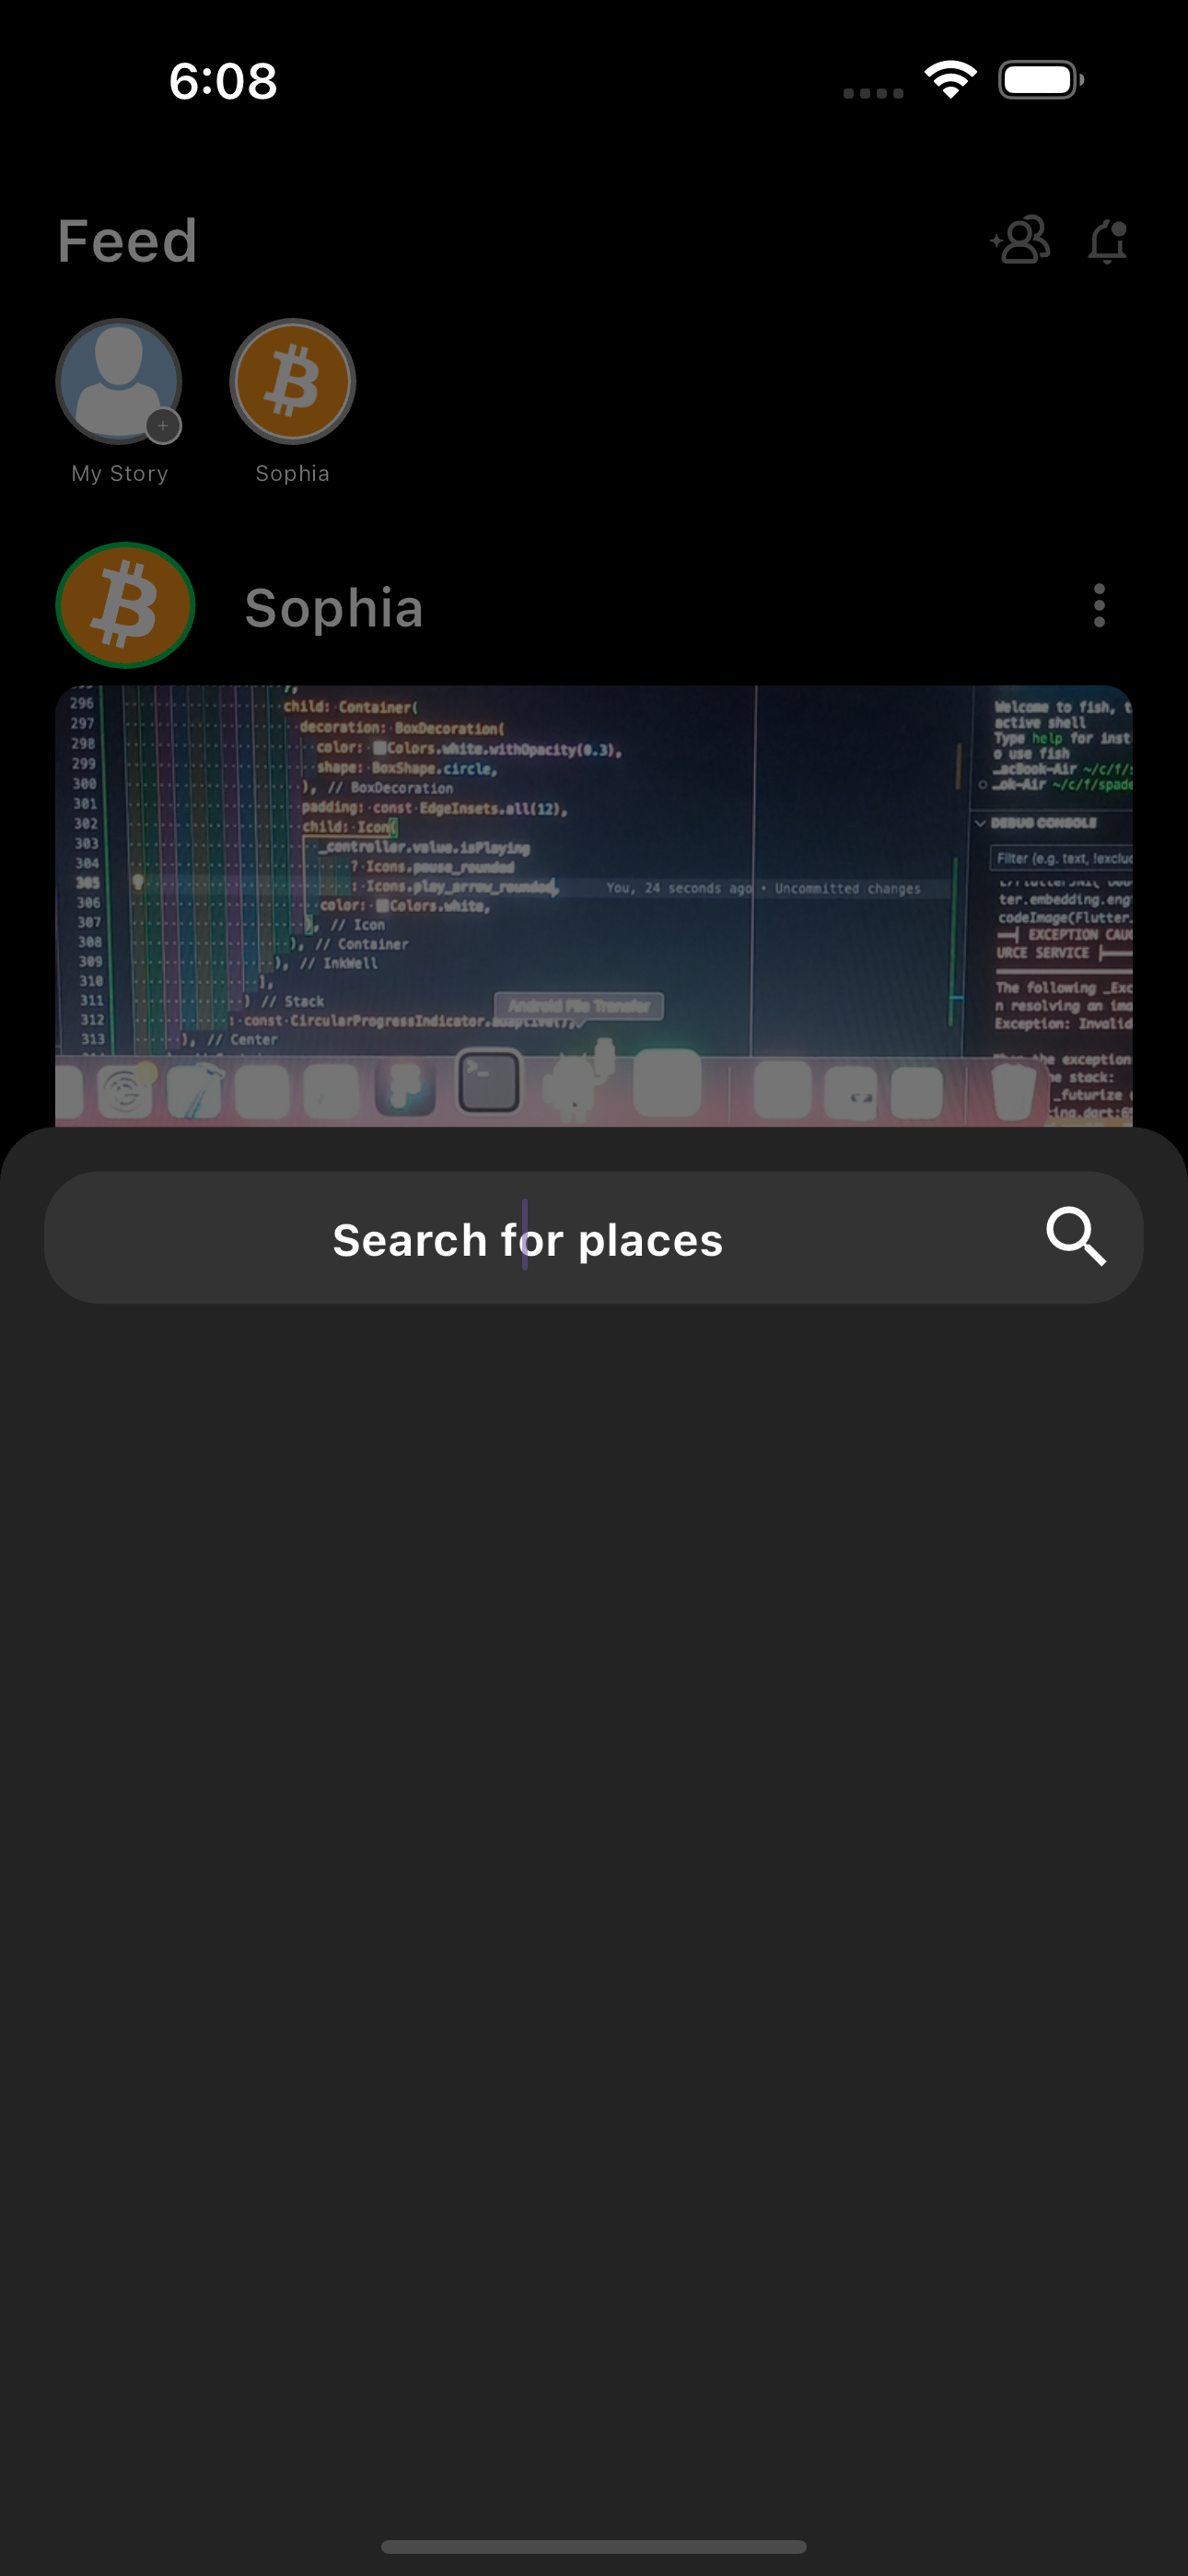 6:08
Feed
My Story
Sophia
Sophia
296
child: Container(
297
decoration: BoxDecoration(
298
color: Colors.white.withOpacity(0.3),
299
shape: BoxShape.circle,
300
), // BoxDecoration
301
padding: const EdgeInsets.all(12),
302
child: Icon(
303
_controller.value.isPlaying
304
? Icons.pause_rounded
305
: Icons.play_arrow_rounded, You, 24 seconds ago • Uncommitted changes
306
color: Colors.white,
307
), // Icon
308
), // Container
309
), // InkWell
310
],
311
) // Stack
312
: const CircularProgressIndicator.adaptive(),
313
), // Center
Android File Transfer
Welcome to fish, t
active shell
Type help for inst
o use fish
…acBook-Air ~/c/f/s
…ok-Air ~/c/f/spade
DEBUG CONSOLE
Filter (e.g. text, !exclud
ter.embedding.eng
codeImage(Flutter.
EXCEPTION CAUG
URCE SERVICE
The following _Exc
n resolving an ima
Exception: Invalid
the exception
he stack:
_futurize
ing.dart:6
Search for places